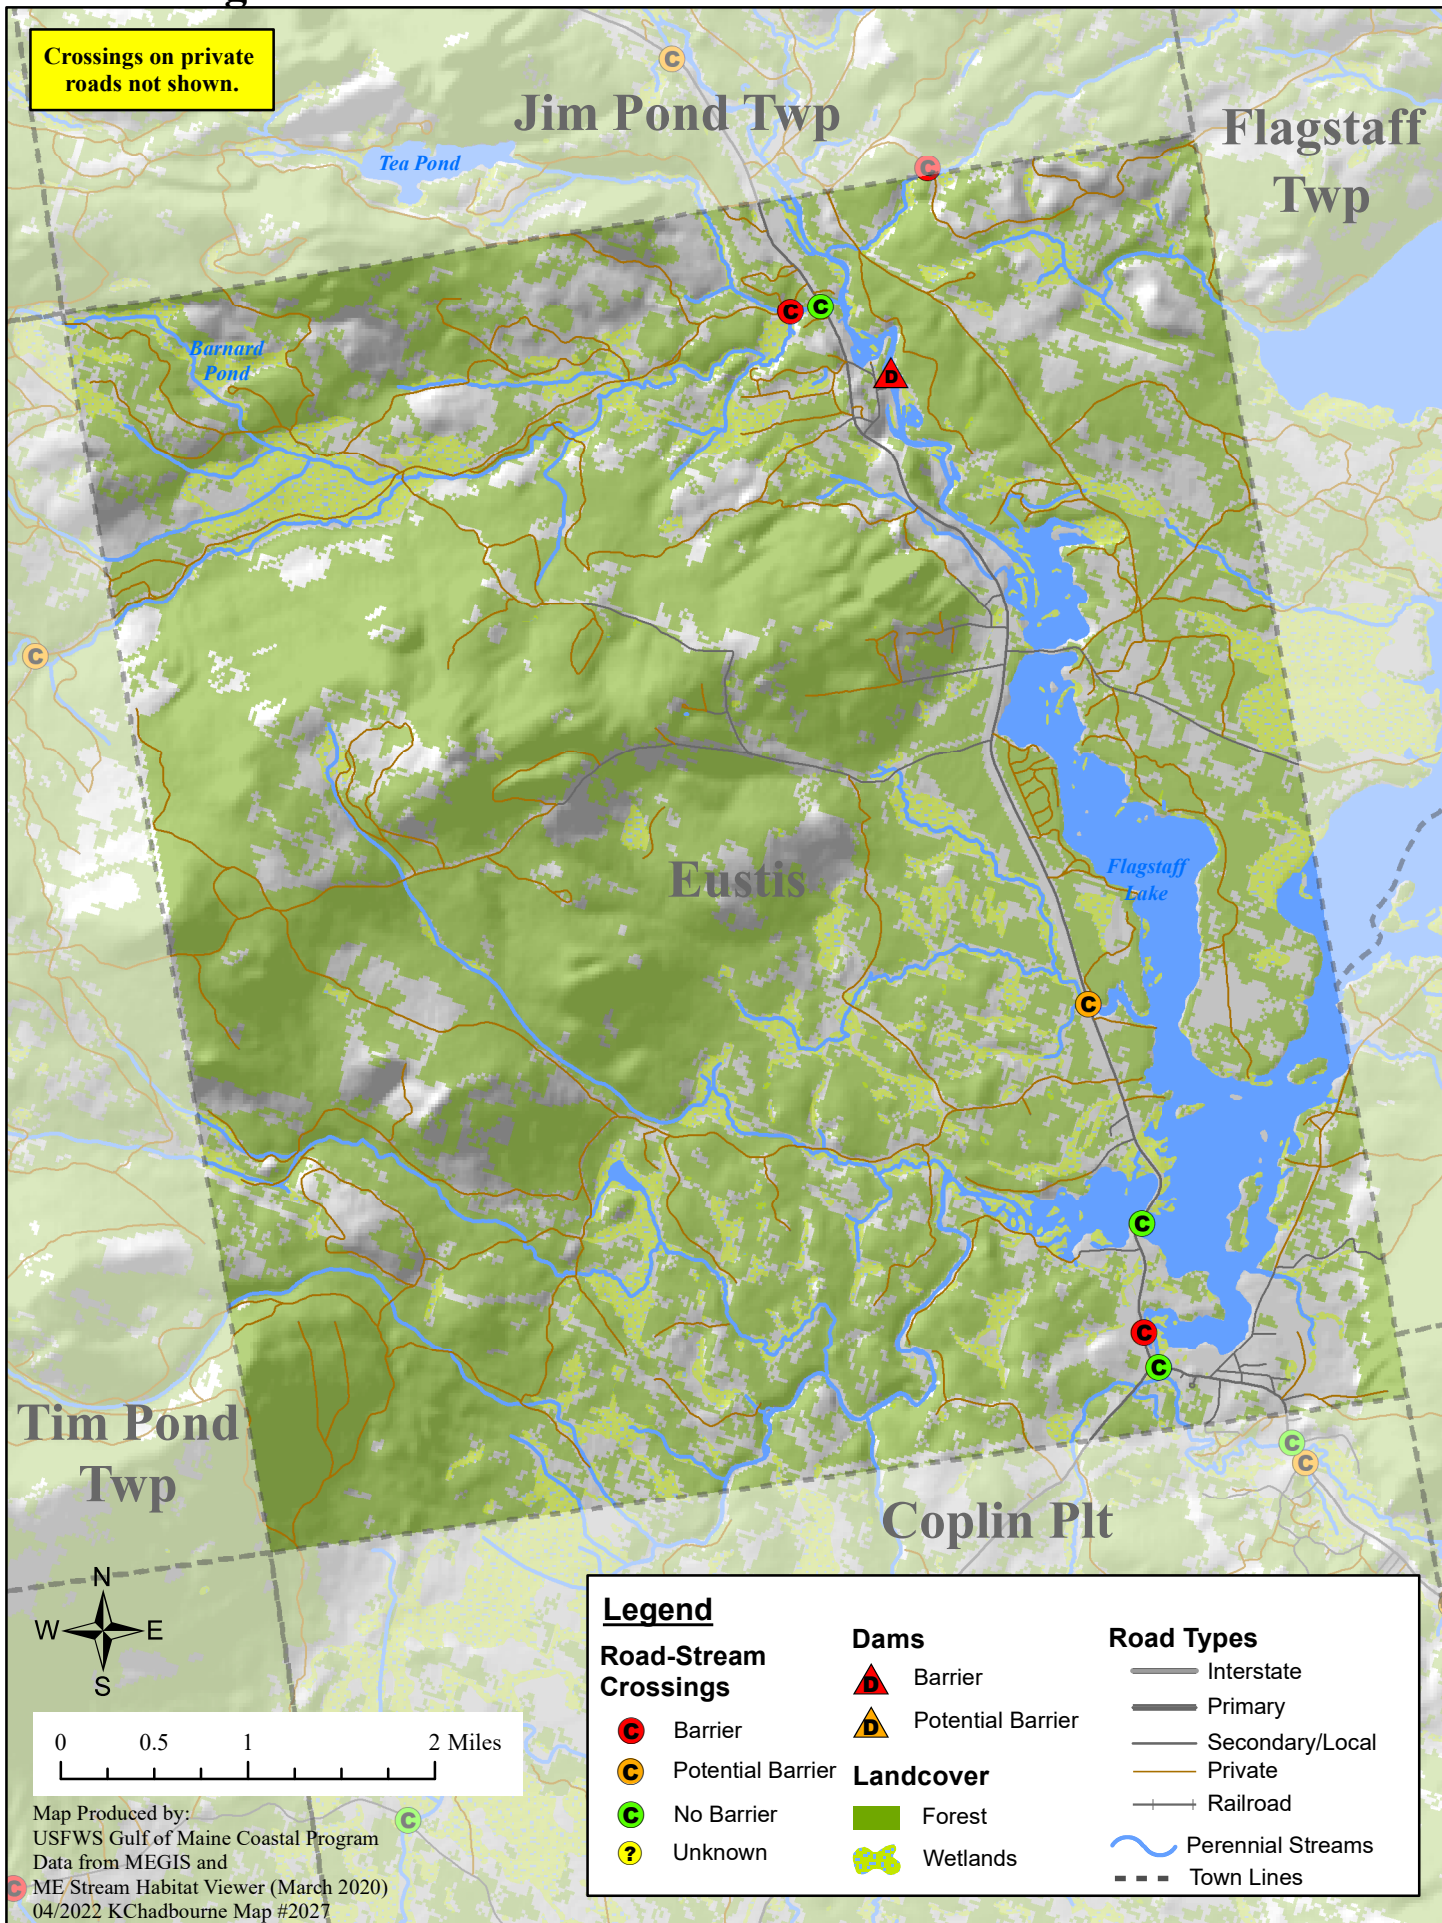 Crossings on private
roads not shown.
C
Jim Pond Twp
Flagstaff
Twp
Tea Pond
C
C
C
Barnard
Pond
D
C
Eustis
Flagstaff
Lake
C
C
C
C
Tim Pond
Twp
C
C
Coplin Plt
N
W
E
S
0
0.5
1
2 Miles
Map Produced by:
USFWS Gulf of Maine Coastal Program
Data from MEGIS and
ME Stream Habitat Viewer (March 2020)
04/2022 KChadbourne Map #2027
C
C
Legend
Road-Stream
Crossings
C Barrier
C Potential Barrier
C No Barrier
? Unknown
Dams
D Barrier
D Potential Barrier
Landcover
Forest
Wetlands
Road Types
Interstate
Primary
Secondary/Local
Private
Railroad
Perennial Streams
Town Lines